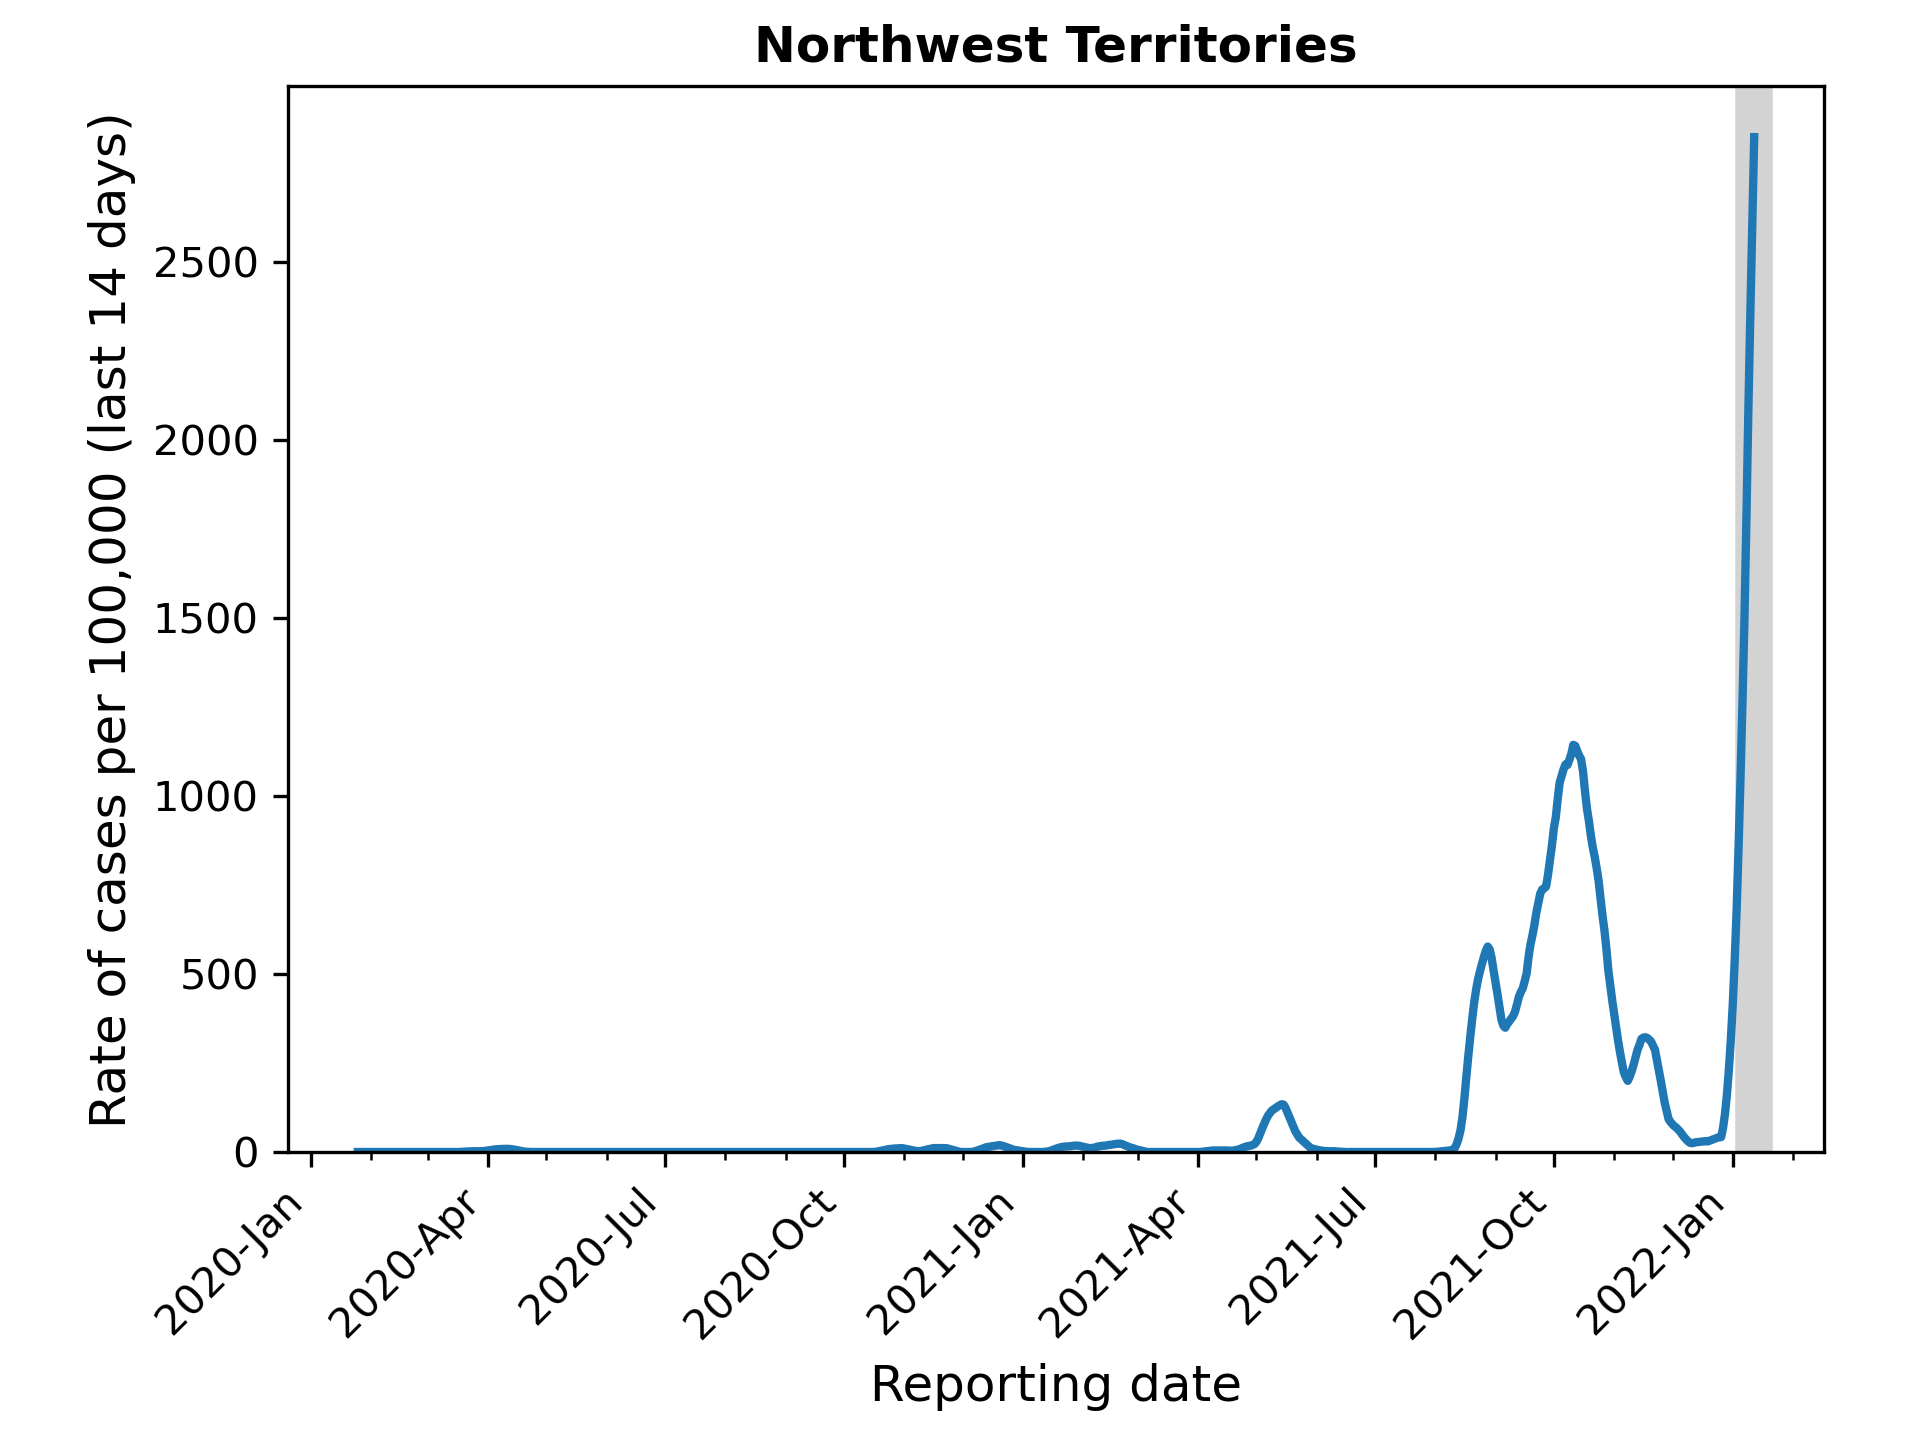 Northwest Territories
Rate of cases per 100,000 (last 14 days)
2500
2000
1500
1000
500
0
2020-Jan
2020-Apr
2020-Jul
2020-Oct
2021-Jan
2021-Apr
2021-Jul
2021-Oct
2022-Jan
Reporting date